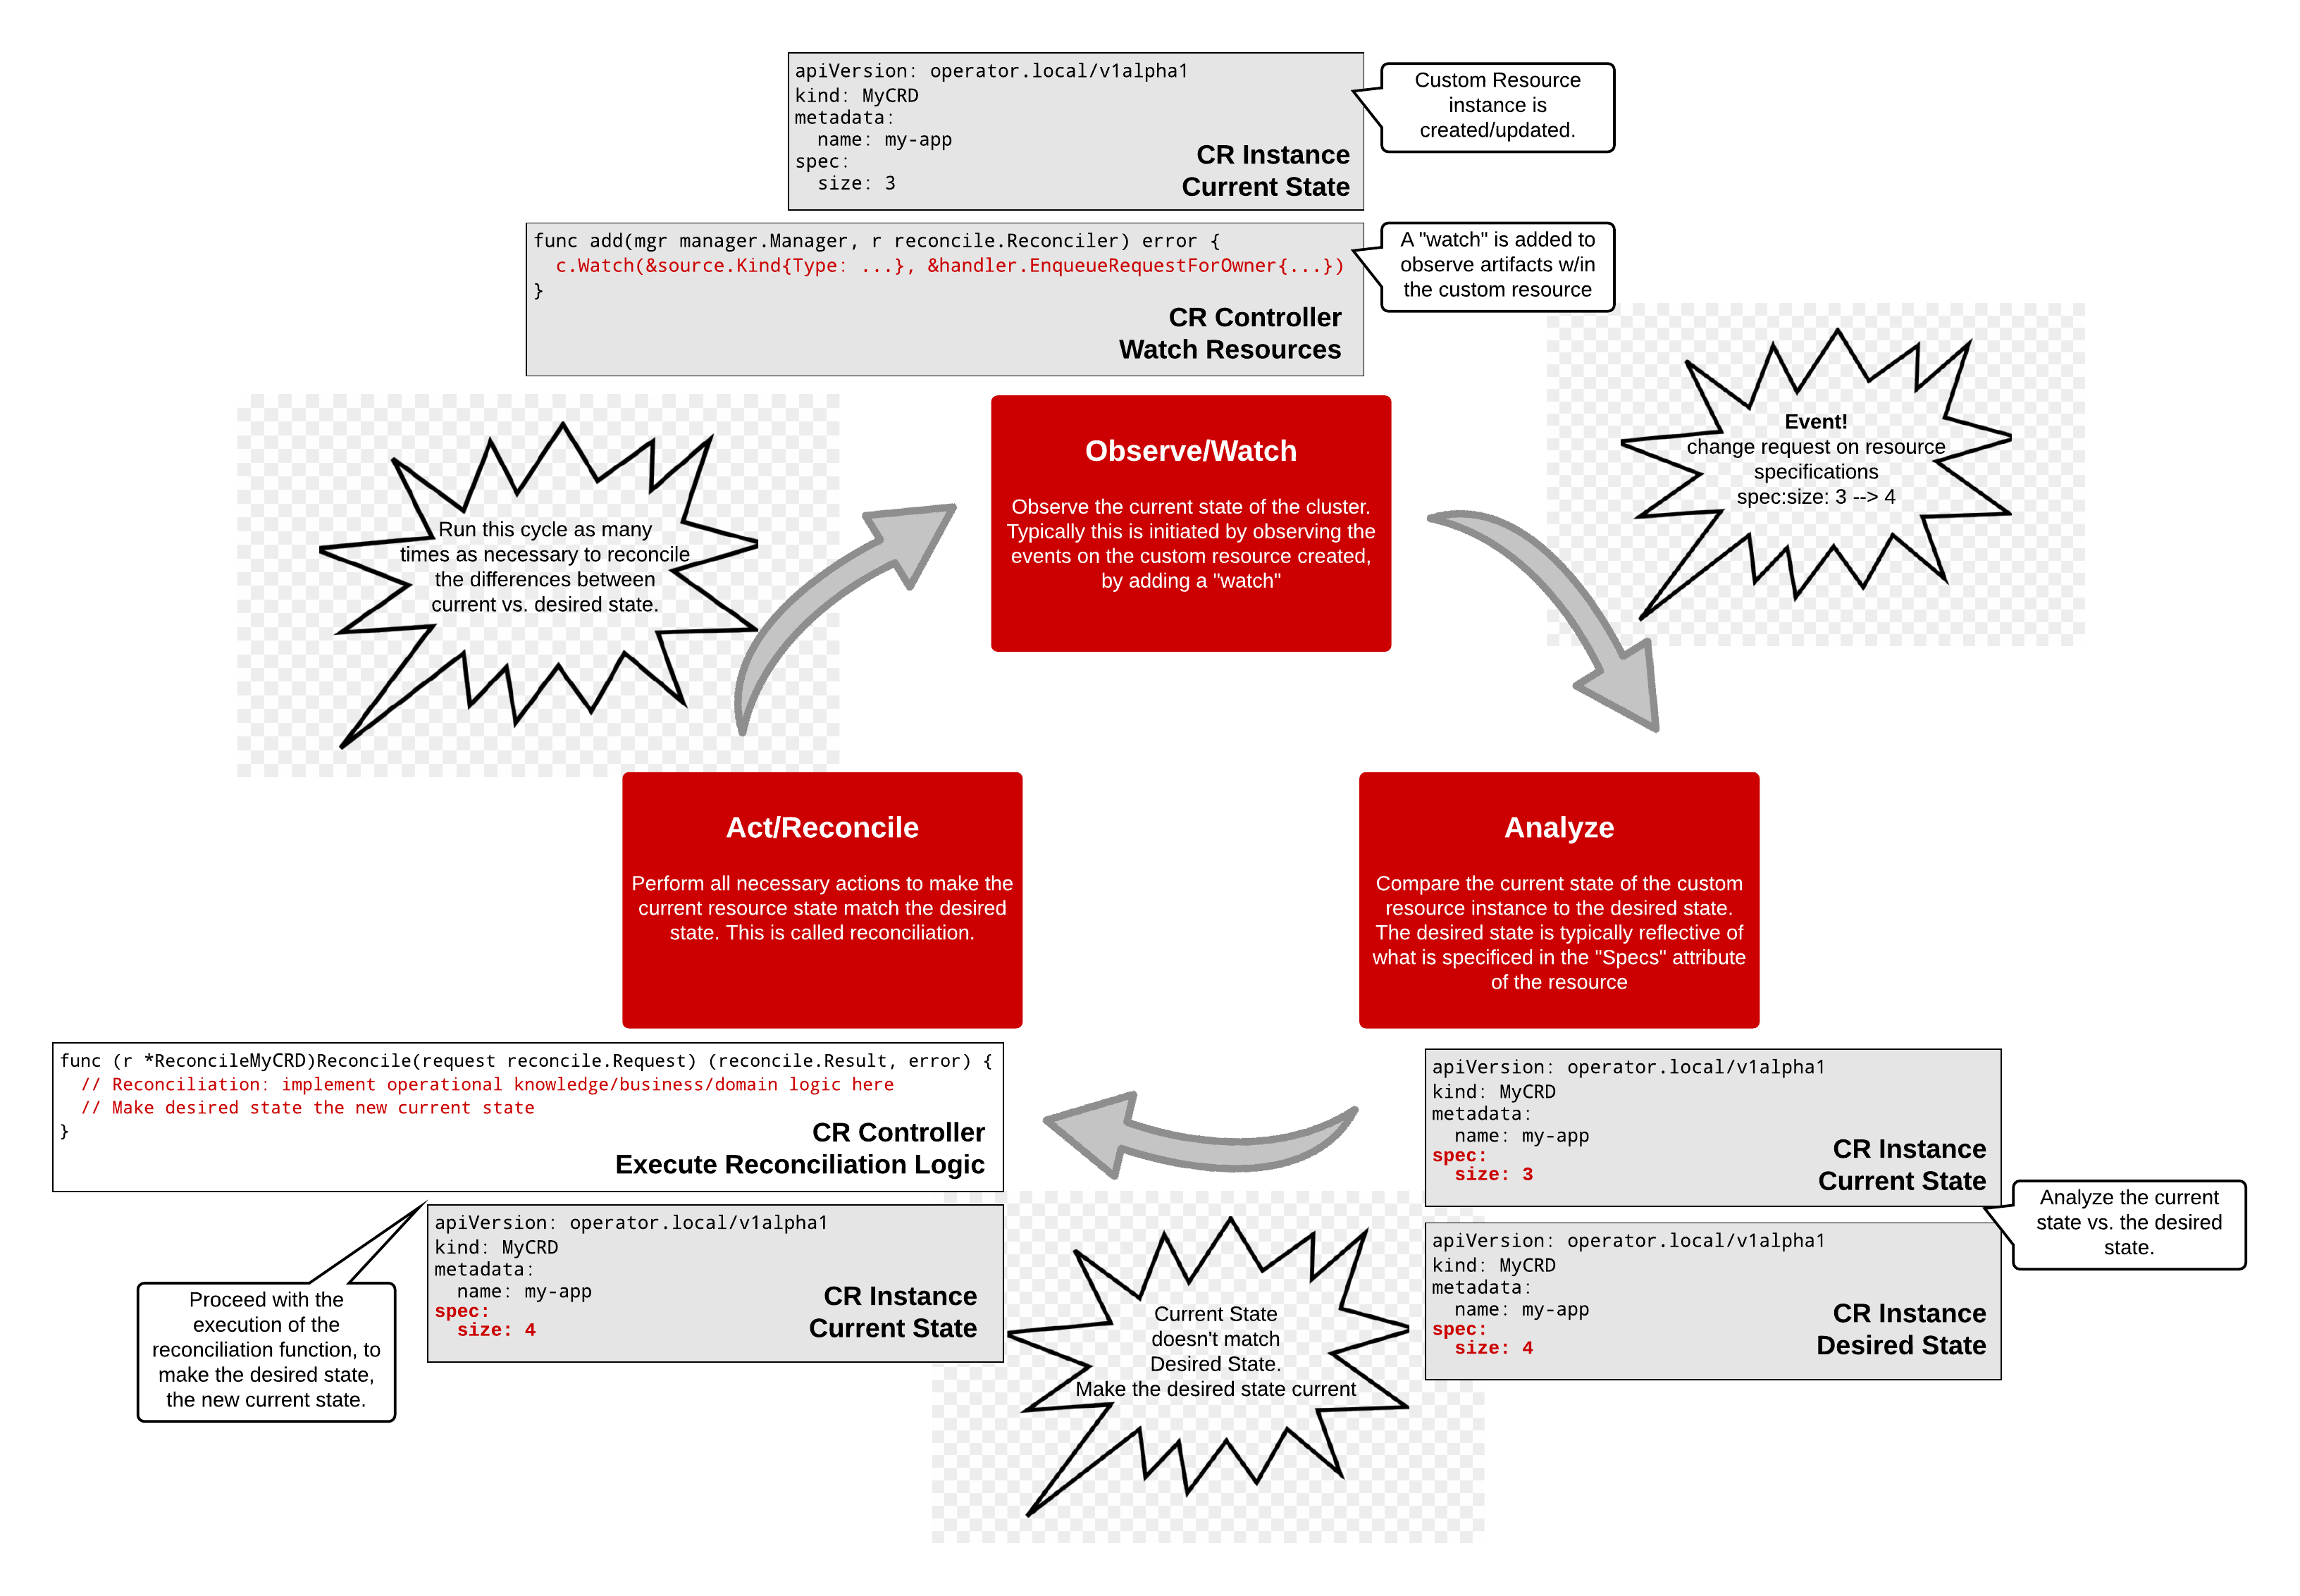 apiVersion: operator.local/v1alpha1
kind: MyCRD
metadata:
  name: my-app
spec:
  size: 3
CR Instance
Current State
Custom Resource
instance is
created/updated.
func add(mgr manager.Manager, r reconcile.Reconciler) error {
  c.Watch(&source.Kind{Type: ...}, &handler.EnqueueRequestForOwner{...})
}
CR Controller
Watch Resources
A "watch" is added to
observe artifacts w/in
the custom resource
Event!
change request on resource
specifications
spec:size: 3 --> 4
Run this cycle as many
times as necessary to reconcile
the differences between
current vs. desired state.
Observe/Watch
Observe the current state of the cluster.
Typically this is initiated by observing the
events on the custom resource created,
by adding a "watch"
Act/Reconcile
Perform all necessary actions to make the
current resource state match the desired
state. This is called reconciliation.
Analyze
Compare the current state of the custom
resource instance to the desired state.
The desired state is typically reflective of
what is specificed in the "Specs" attribute
of the resource
func (r *ReconcileMyCRD)Reconcile(request reconcile.Request) (reconcile.Result, error) {
  // Reconciliation: implement operational knowledge/business/domain logic here
  // Make desired state the new current state
}
CR Controller
Execute Reconciliation Logic
apiVersion: operator.local/v1alpha1
kind: MyCRD
metadata:
  name: my-app
spec:
  size: 4
CR Instance
Current State
Proceed with the
execution of the
reconciliation function, to
make the desired state,
the new current state.
Current State
doesn't match
Desired State.
Make the desired state current
apiVersion: operator.local/v1alpha1
kind: MyCRD
metadata:
  name: my-app
spec:
  size: 3
CR Instance
Current State
Analyze the current
state vs. the desired
state.
apiVersion: operator.local/v1alpha1
kind: MyCRD
metadata:
  name: my-app
spec:
  size: 4
CR Instance
Desired State